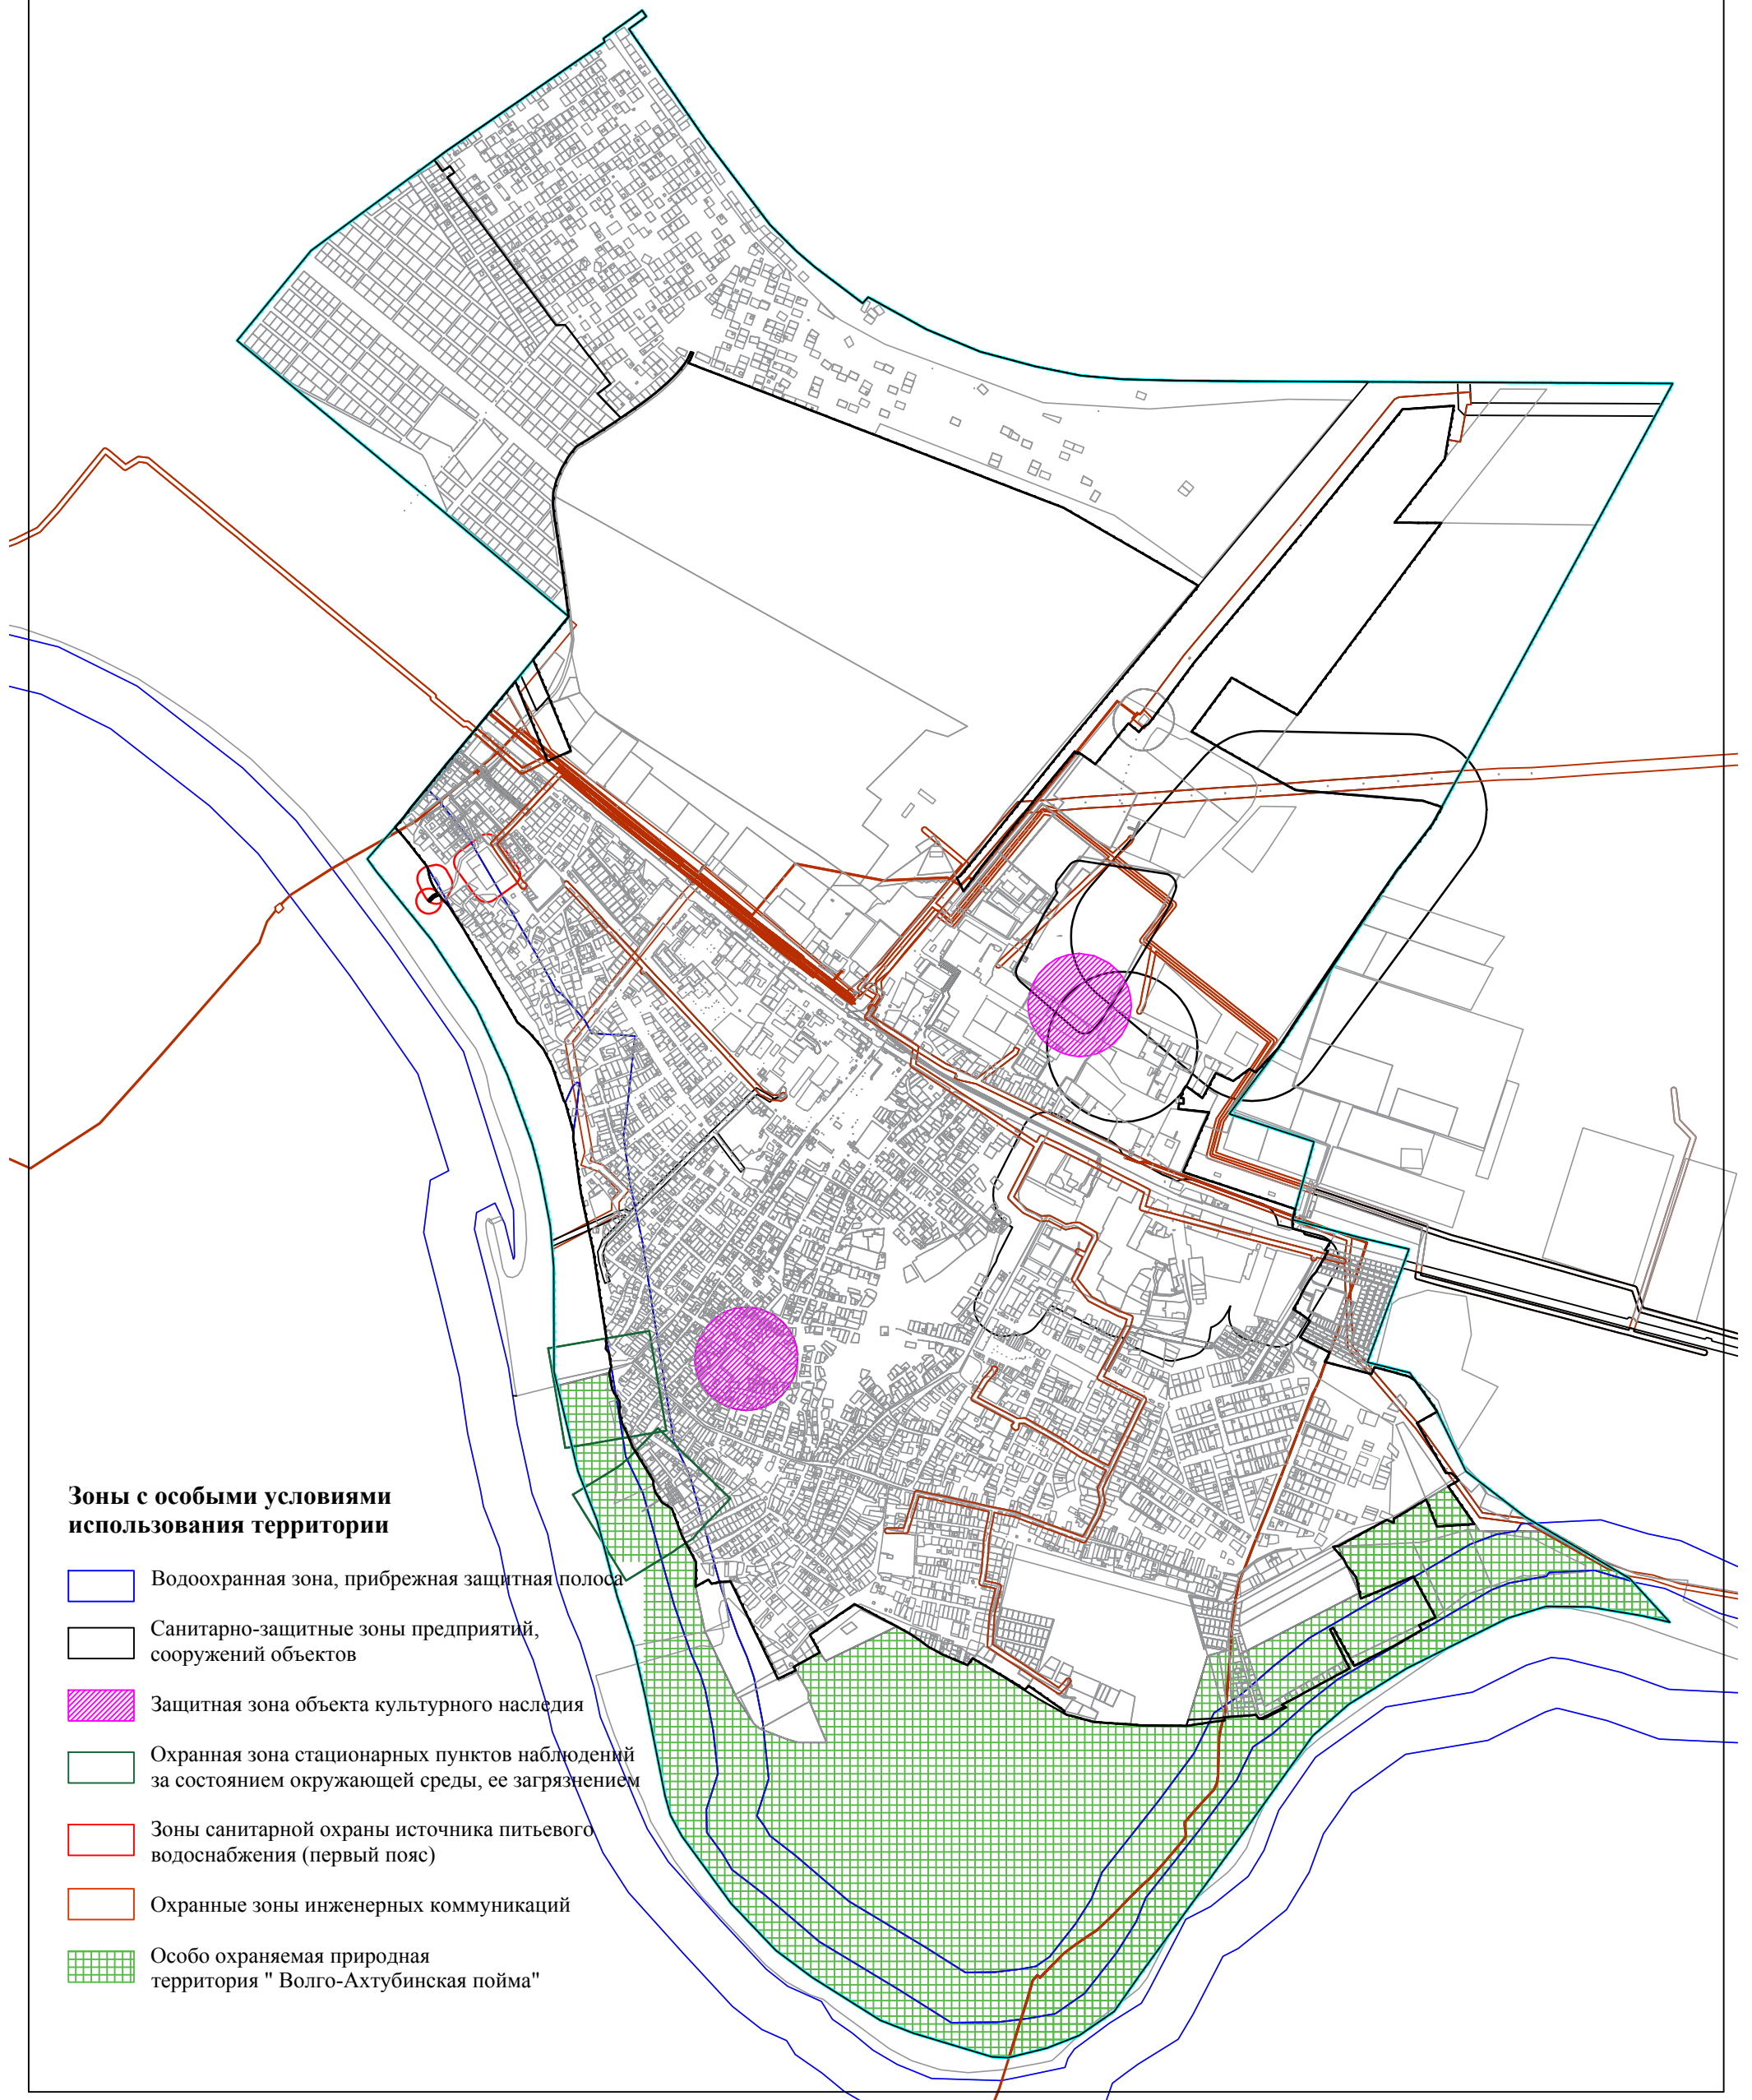 Зоны с особыми условиями
использования территории
Водоохранная зона, прибрежная защитная полоса
Санитарно-защитные зоны предприятий,
сооружений объектов
Защитная зона объекта культурного наследия
Охранная зона стационарных пунктов наблюдений
за состоянием окружающей среды, ее загрязнением
Зоны санитарной охраны источника питьевого
водоснабжения (первый пояс)
Охранные зоны инженерных коммуникаций
Особо охраняемая природная
территория " Волго-Ахтубинская пойма"